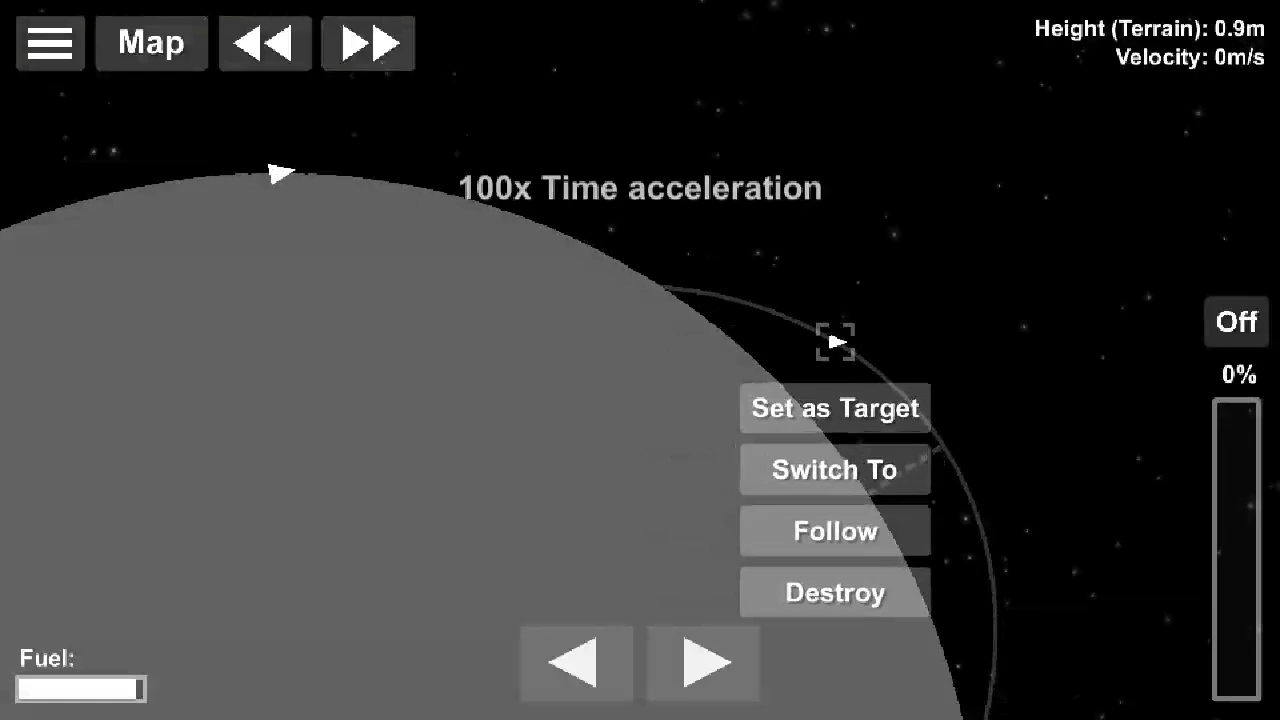 Map
Height (Terrain): 0.9m
Velocity: 0m/s
100x Time acceleration
Off
0%
Set as Target
Switch To
Follow
Destroy
Fuel: